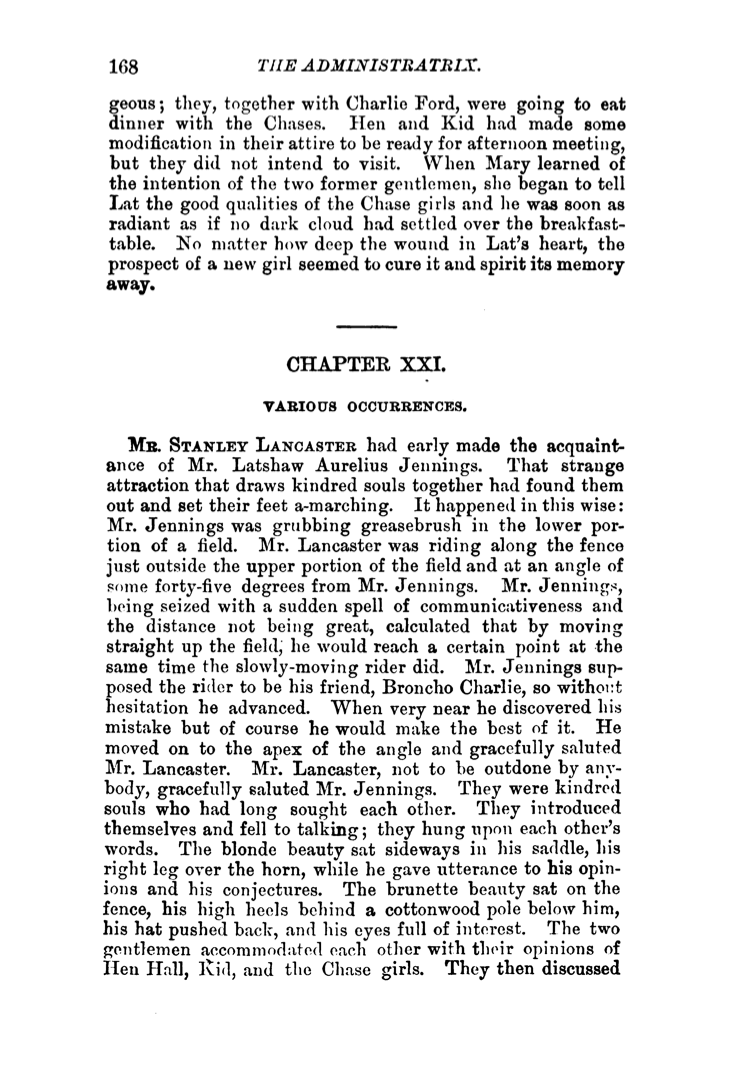 168 THE ADMINISTRATRIX.
geous; they, together with Charlie Ford, were going to eat
dinner with the Chases. Hen and Kid had made some
modification in their attire to be ready for afternoon meeting,
but they did not intend to visit. When Mary learned of
the intention of the two former gentlemen, she began to tell
Lat the good qualities of the Chase girls and he was soon as
radiant as if no dark cloud had settled over the breakfast-
table. No matter how deep the wound in Lat's heart, the
prospect of a new girl seemed to cure it and spirit its memory
away.
CHAPTER XXI.
VARIOUS OCCURRENCES.
MR. STANLEY LANCASTER had early made the acquaint-
ance of Mr. Latshaw Aurelius Jennings. That strange
attraction that draws kindred souls together had found them
out and set their feet a-marching. It happened in this wise:
Mr. Jennings was grubbing greasebrush in the lower por-
tion of a field. Mr. Lancaster was riding along the fence
just outside the upper portion of the field and at an angle of
some forty-five degrees from Mr. Jennings. Mr. Jennings,
being seized with a sudden spell of communicativeness and
the distance not being great, calculated that by moving
straight up the field, he would reach a certain point at the
same time the slowly-moving rider did. Mr. Jennings sup-
posed the rider to be his friend, Broncho Charlie, so without
hesitation he advanced. When very near he discovered his
mistake but of course he would make the best of it. He
moved on to the apex of the angle and gracefully saluted
Mr. Lancaster. Mr. Lancaster, not to be outdone by any-
body, gracefully saluted Mr. Jennings. They were kindred
souls who had long sought each other. They introduced
themselves and fell to talking; they hung upon each other's
words. The blonde beauty sat sideways in his saddle, his
right leg over the horn, while he gave utterance to his opin-
ions and his conjectures. The brunette beauty sat on the
fence, his high heels behind a cottonwood pole below him,
his hat pushed back, and his eyes full of interest. The two
gentlemen accommodated each other with their opinions of
Hen Hall, Kid, and the Chase girls. They then discussed